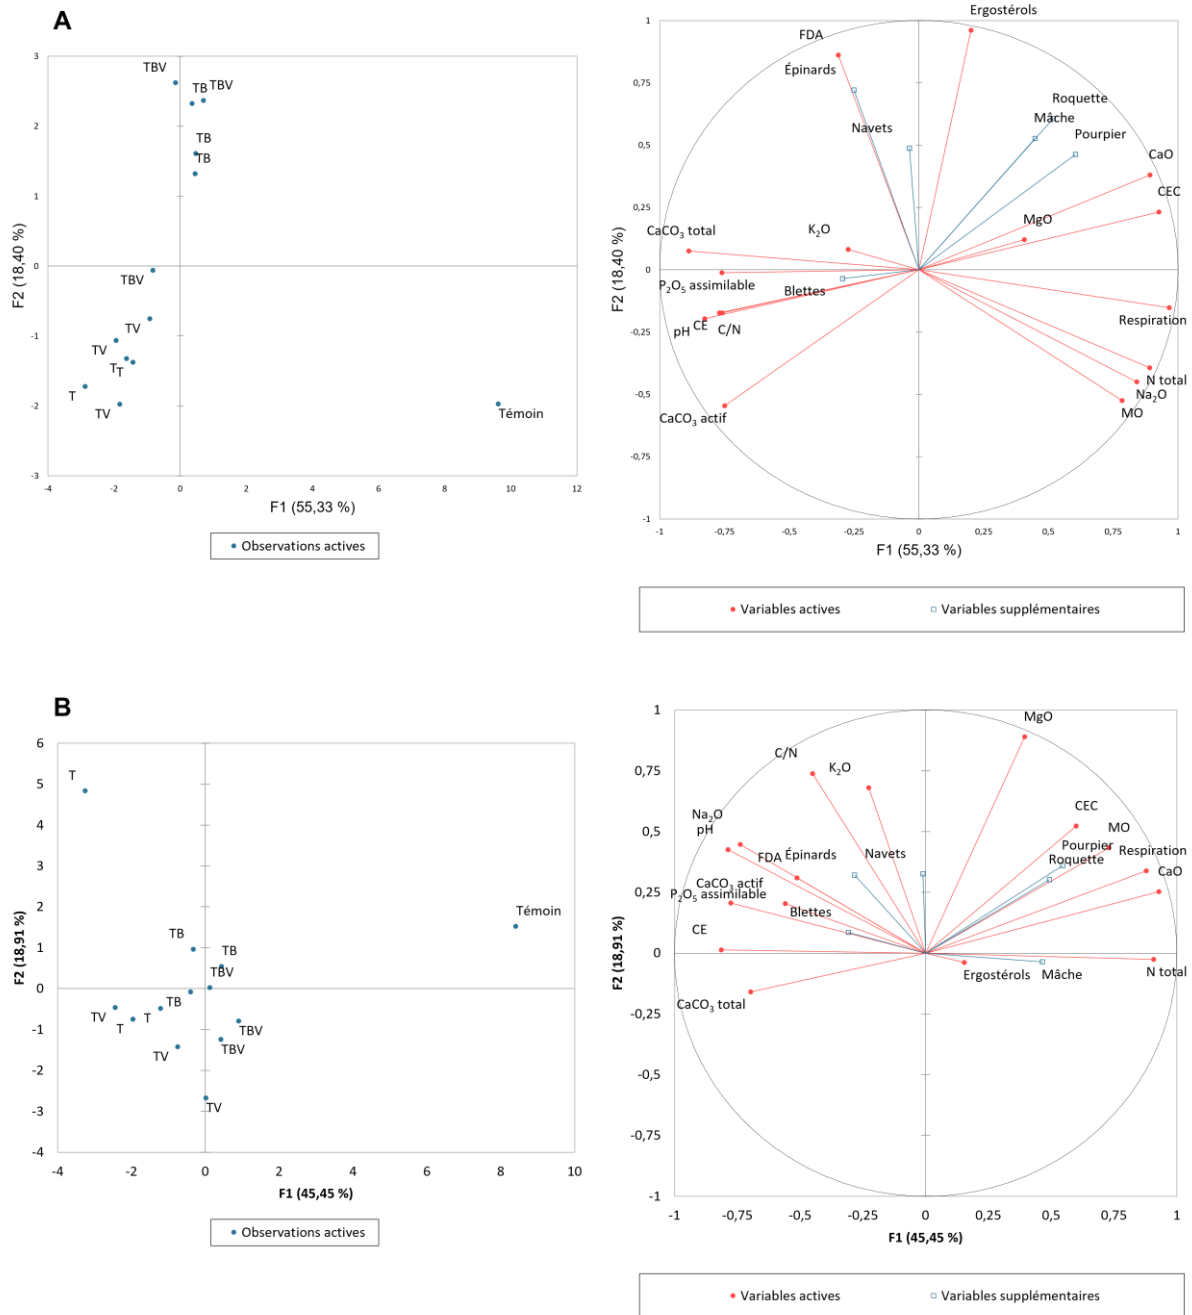 A
3
2
1
0
-1
-2
-3
F2 (18,40 %)
TBV
TB
TBV
TB
TB
TBV
TV
TV
T
T
T
TV
Témoin
-4
-2
0
2
4
6
8
10
12
F1 (55,33 %)
Observations actives
1
0,75
0,5
0,25
0
-0,25
-0,5
-0,75
-1
F2 (18,40 %)
Ergostérols
FDA
Épinards
Navets
Roquette
Mâche
Pourpier
CaO
CEC
MgO
K₂O
CaCO₃ total
P₂O₅ assimilable
Blettes
pH
CE
C/N
CaCO₃ actif
Respiration
N total
Na₂O
MO
-1
-0,75
-0,5
-0,25
0
0,25
0,5
0,75
1
F1 (55,33 %)
Variables actives
Variables supplémentaires
B
6
5
4
3
2
1
0
-1
-2
-3
-4
F2 (18,91 %)
T
Témoin
TB
TB
TBV
TB
TV
T
T
TBV
TBV
TV
TV
-4
-2
0
2
4
6
8
10
F1 (45,45 %)
Observations actives
1
0,75
0,5
0,25
0
-0,25
-0,5
-0,75
-1
F2 (18,91 %)
MgO
C/N
K₂O
CEC
Na₂O
pH
MO
Pourpier
Respiration
Roquette
CaO
FDA
Épinards
Navets
CaCO₃ actif
P₂O₅ assimilable
Blettes
CE
CaCO₃ total
Ergostérols
Mâche
N total
-1
-0,75
-0,5
-0,25
0
0,25
0,5
0,75
1
F1 (45,45 %)
Variables actives
Variables supplémentaires